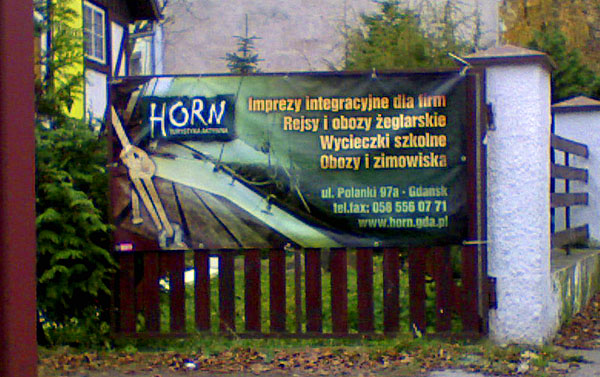 HORN
TURYSTYKA AKTYWNA
Imprezy integracyjne dla firm
Rejsy i obozy żeglarskie
Wycieczki szkolne
Obozy i zimowiska
ul. Polanki 97a - Gdańsk
tel.fax: 058 556 07 71
www.horn.gda.pl